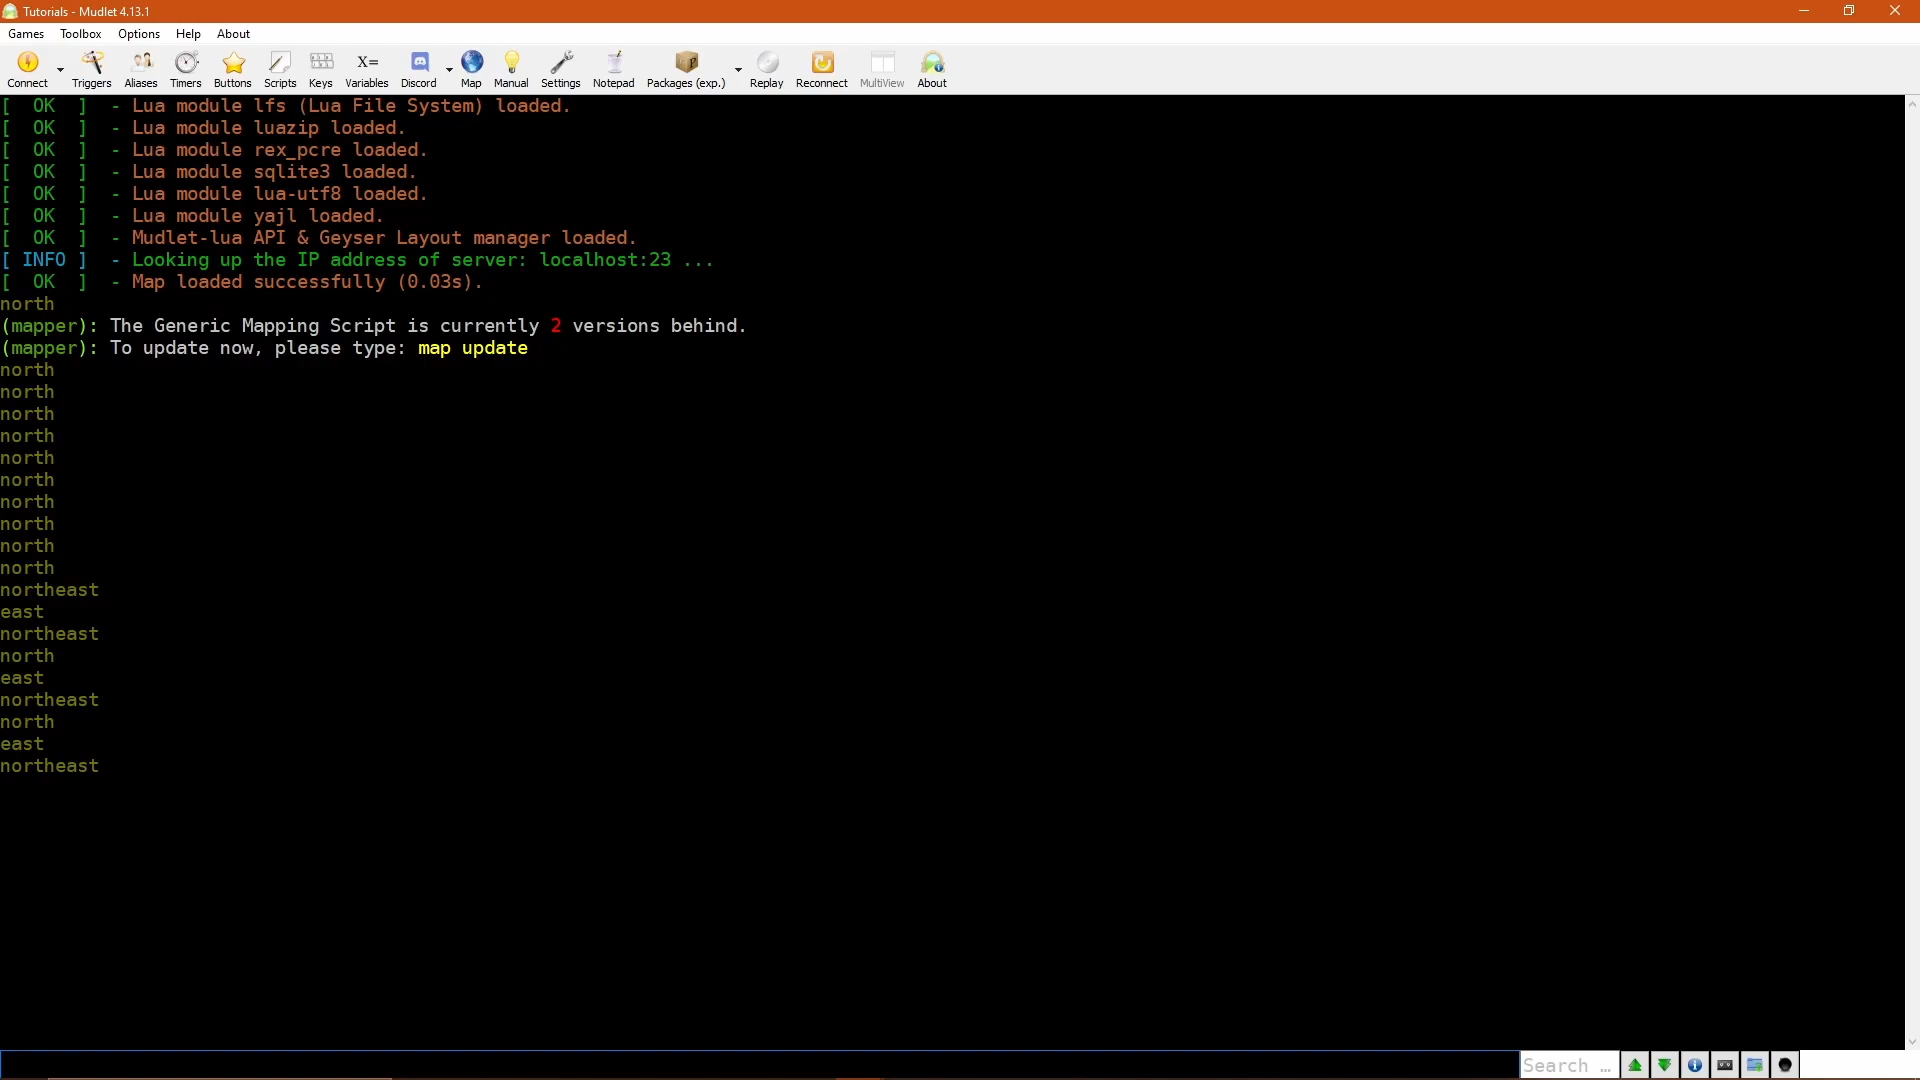 Tutorials - Mudlet 4.13.1
Games Toolbox Options Help About
Connect Triggers Aliases Timers Buttons Scripts Keys X= Variables Discord Map Manual Settings Notepad Packages (exp.) Replay Reconnect MultiView About
[  OK  ]  - Lua module lfs (Lua File System) loaded.
[  OK  ]  - Lua module luazip loaded.
[  OK  ]  - Lua module rex_pcre loaded.
[  OK  ]  - Lua module sqlite3 loaded.
[  OK  ]  - Lua module lua-utf8 loaded.
[  OK  ]  - Lua module yajl loaded.
[  OK  ]  - Mudlet-lua API & Geyser Layout manager loaded.
[ INFO ]  - Looking up the IP address of server: localhost:23 ...
[  OK  ]  - Map loaded successfully (0.03s).
north
(mapper): The Generic Mapping Script is currently 2 versions behind.
(mapper): To update now, please type: map update
north
north
north
north
north
north
north
north
north
north
northeast
east
northeast
north
east
northeast
north
east
northeast
Search ...